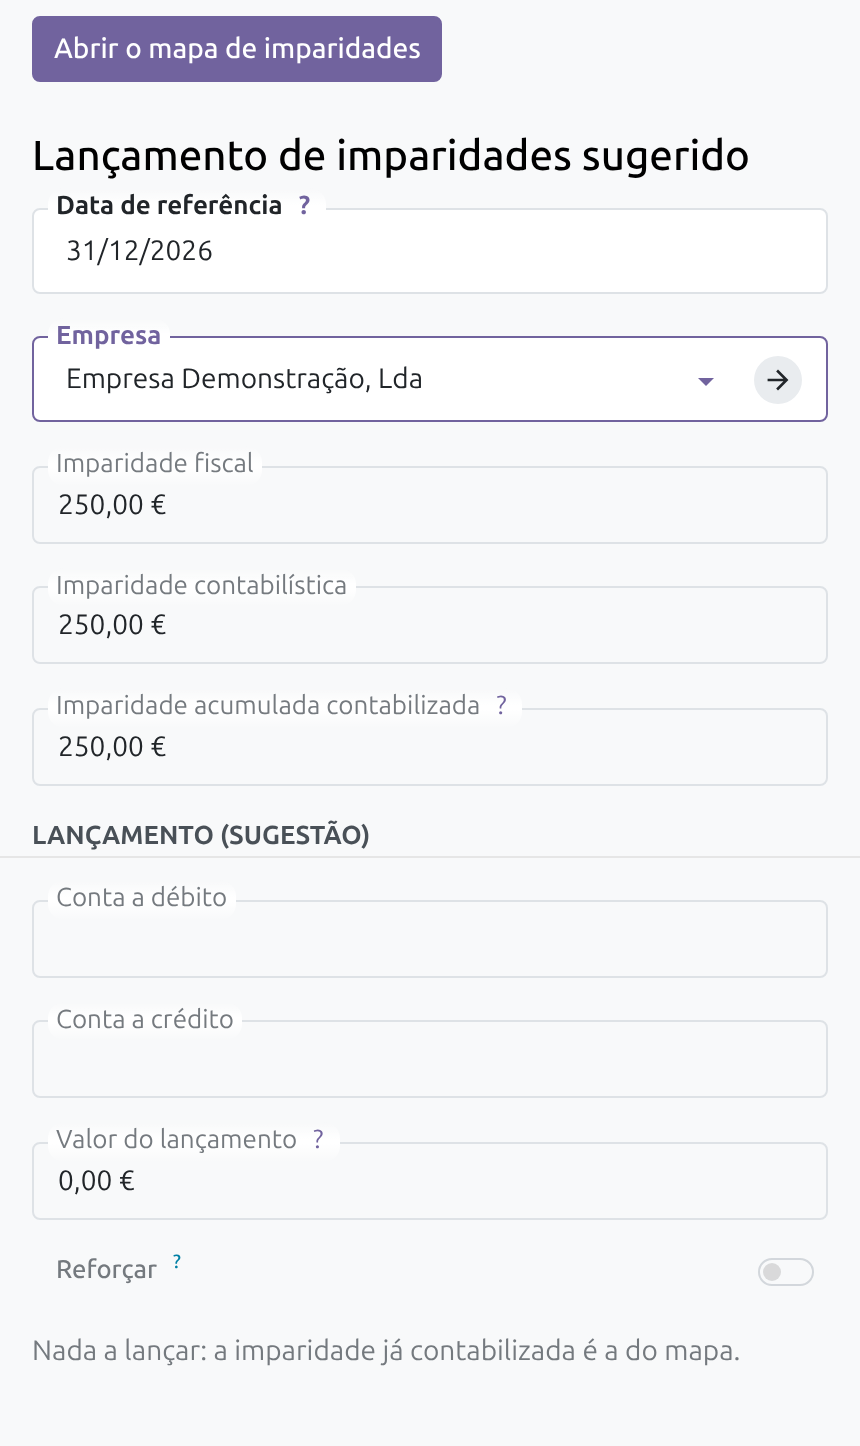 Abrir o mapa de imparidades
Lançamento de imparidades sugerido
Data de referência ?
31/12/2026
Empresa
Empresa Demonstração, Lda
Imparidade fiscal
250,00 €
Imparidade contabilística
250,00 €
Imparidade acumulada contabilizada ?
250,00 €
LANÇAMENTO (SUGESTÃO)
Conta a débito
Conta a crédito
Valor do lançamento ?
0,00 €
Reforçar ?
Nada a lançar: a imparidade já contabilizada é a do mapa.